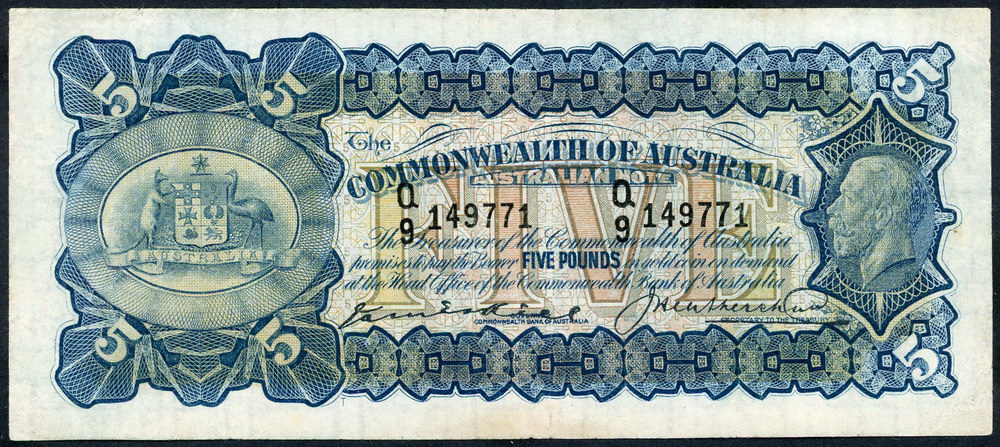 5 5 5
The
COMMONWEALTH OF AUSTRALIA
AUSTRALIAN NOTE
FIVE
Q/9 149771 Q/9 149771
The Treasurer of the Commonwealth of Australia
promises to pay the Bearer FIVE POUNDS in gold coin on demand
at the Head Office of the Commonwealth Bank of Australia
AUSTRALIA
COMMONWEALTH BANK OF AUSTRALIA
SECRETARY TO THE TREASURY
5 5 5